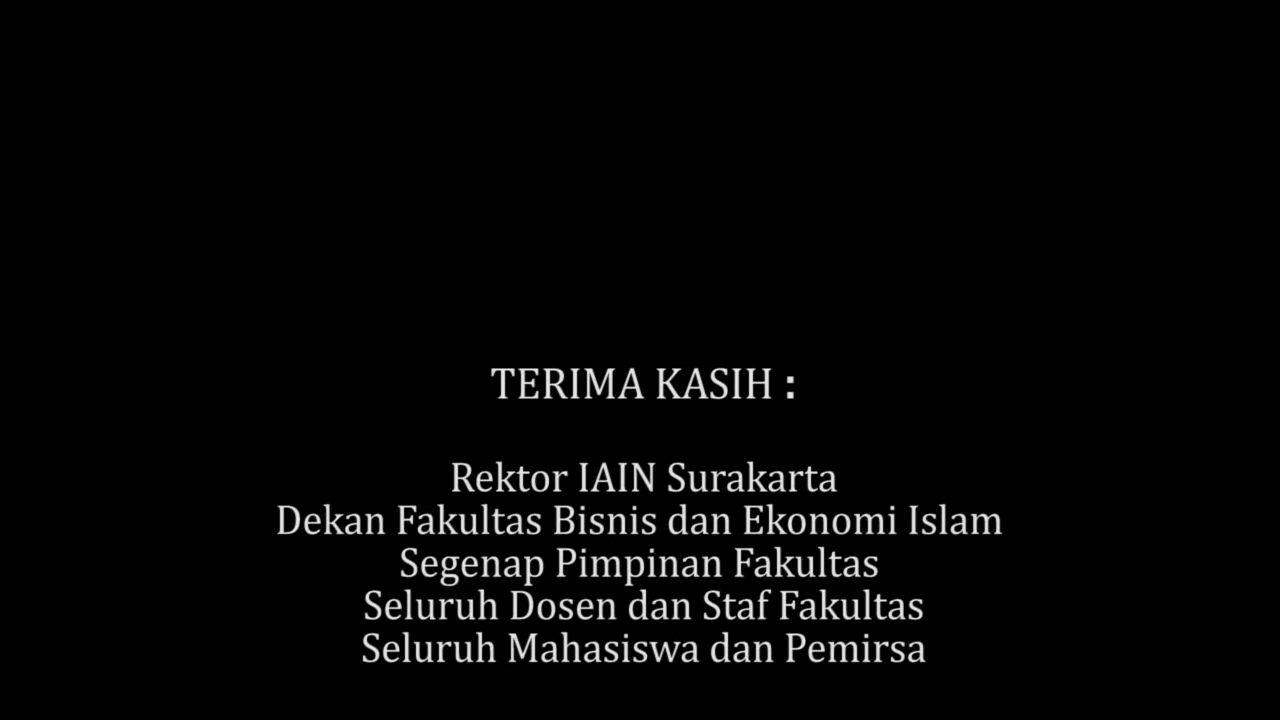 TERIMA KASIH :
Rektor IAIN Surakarta
Dekan Fakultas Bisnis dan Ekonomi Islam
Segenap Pimpinan Fakultas
Seluruh Dosen dan Staf Fakultas
Seluruh Mahasiswa dan Pemirsa